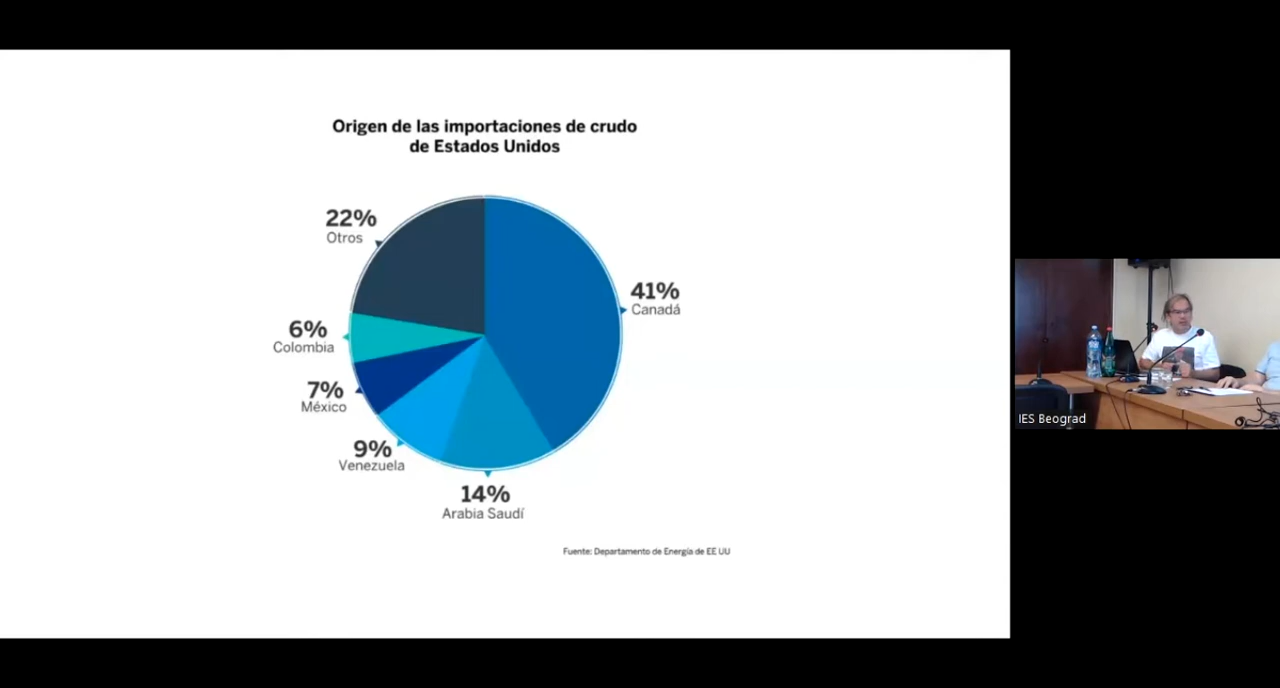 Origen de las importaciones de crudo
de Estados Unidos
22%
Otros
41%
Canadá
6%
Colombia
7%
México
9%
Venezuela
14%
Arabia Saudí
Fuente: Departamento de Energía de EE UU
IES Beograd